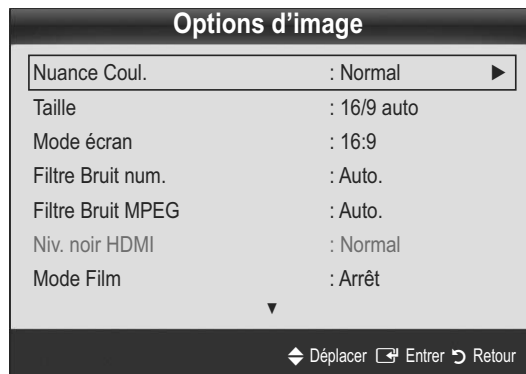 Options d'image
Nuance Coul. : Normal ▶
Taille : 16/9 auto
Mode écran : 16:9
Filtre Bruit num. : Auto.
Filtre Bruit MPEG : Auto.
Niv. noir HDMI : Normal
Mode Film : Arrêt
▼
Déplacer Entrer Retour